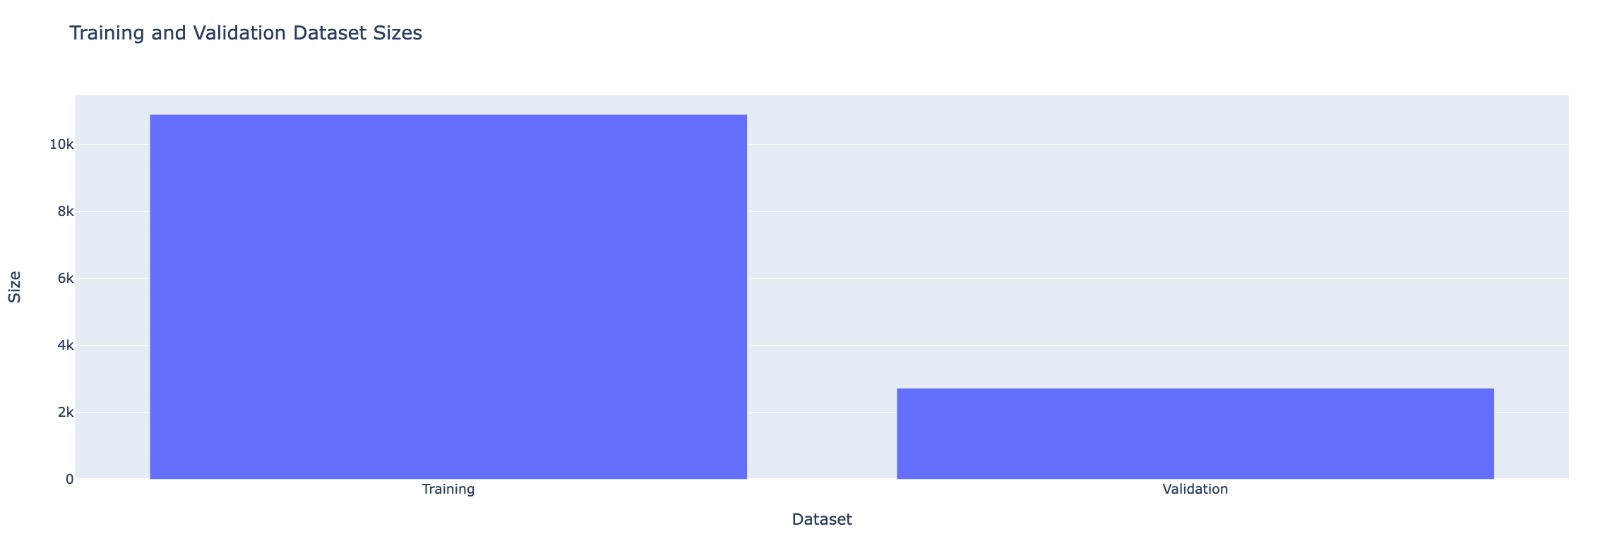 Training and Validation Dataset Sizes
10k
8k
6k
4k
2k
0
Size
Training
Validation
Dataset